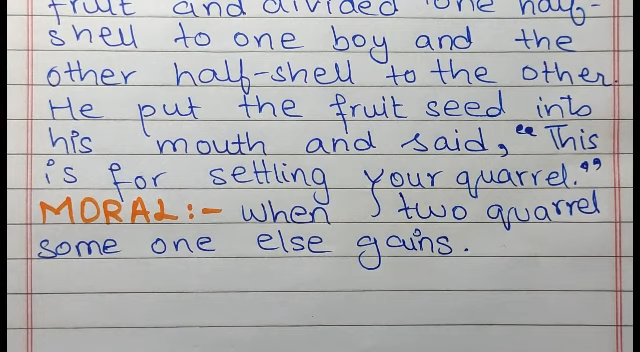 fruit and divided one half-
shell to one boy and the
other half-shell to the other.
He put the fruit seed into
his mouth and said, "This
is for settling your quarrel."
MORAL:- when two quarrel
some one else gains.